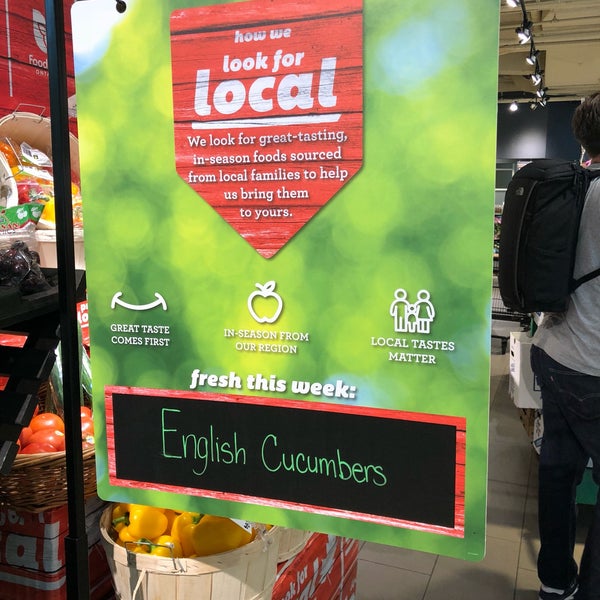 how we
look for
local
We look for great-tasting,
in-season foods sourced
from local families to help
us bring them
to yours.
GREAT TASTE
COMES FIRST
IN-SEASON FROM
OUR REGION
LOCAL TASTES
MATTER
fresh this week:
English Cucumbers